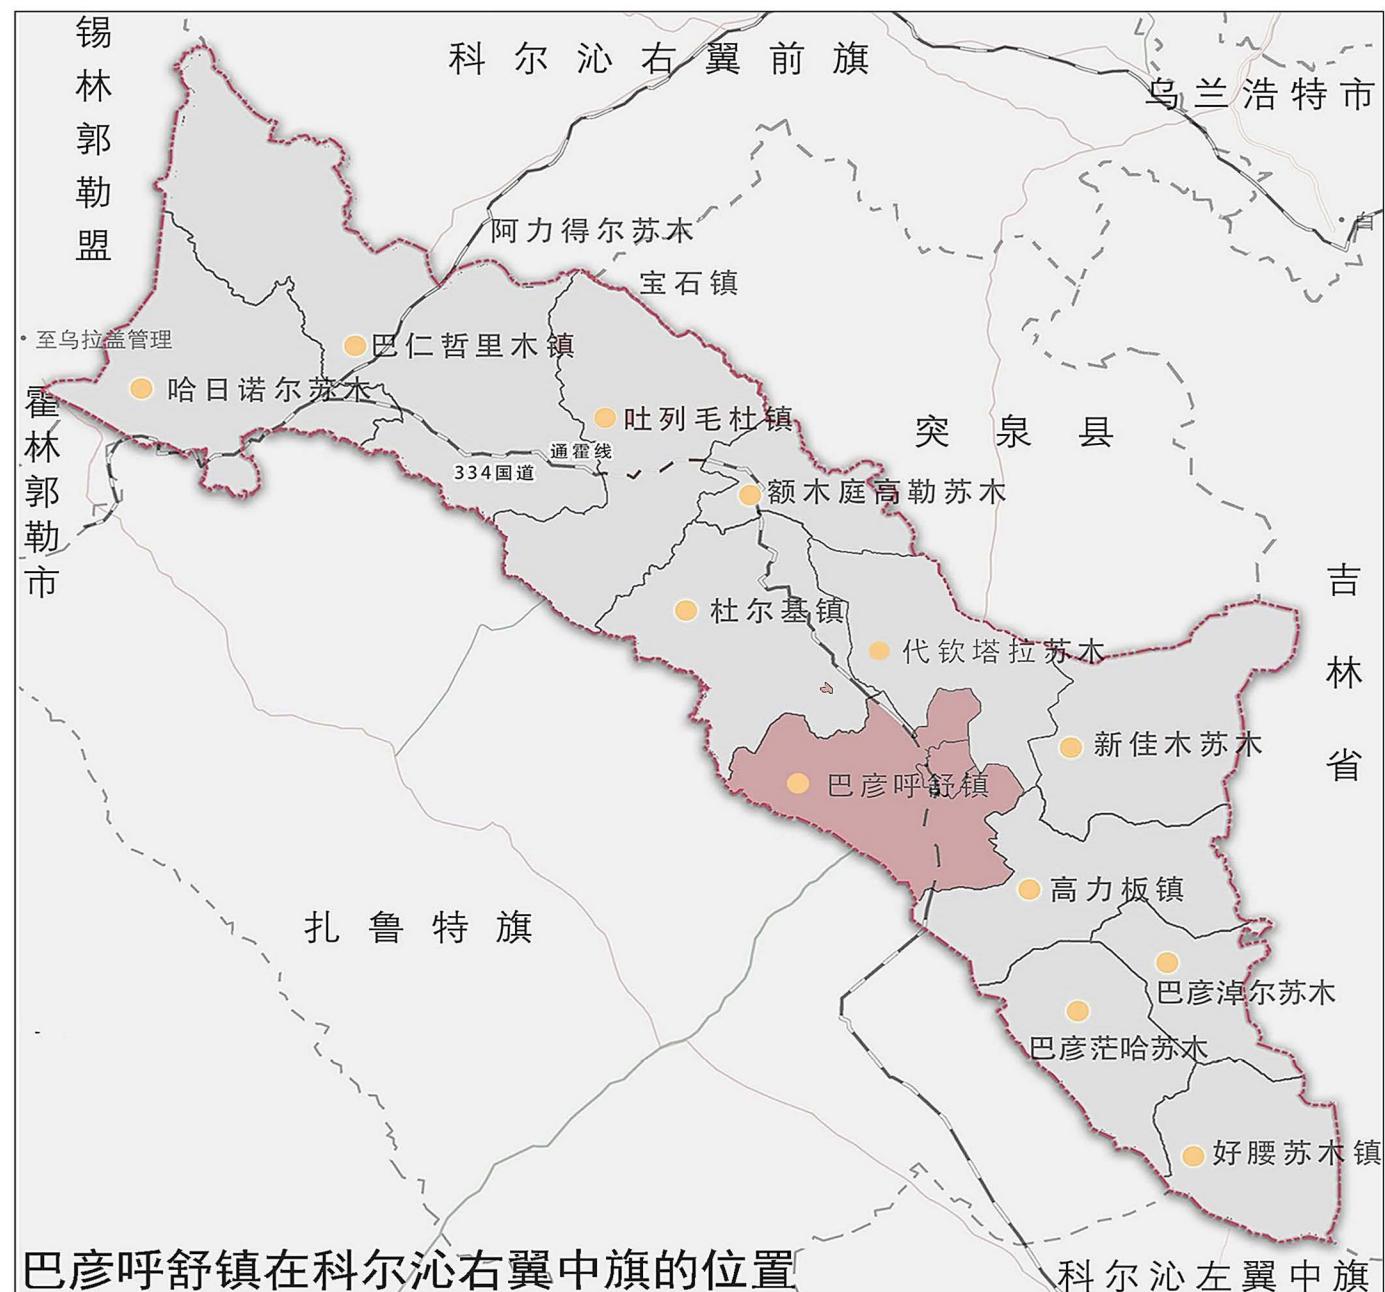 锡林郭勒盟
科尔沁右翼前旗
乌兰浩特市
阿力得尔苏木
宝石镇
至乌拉盖管理
巴仁哲里木镇
哈日诺尔苏木
霍林郭勒市
吐列毛杜镇
突泉县
通霍线
334国道
额木庭高勒苏木
吉林省
杜尔基镇
代钦塔拉苏木
新佳木苏木
巴彦呼舒镇
高力板镇
扎鲁特旗
巴彦淖尔苏木
巴彦茫哈苏木
好腰苏木镇
巴彦呼舒镇在科尔沁右翼中旗的位置
科尔沁左翼中旗